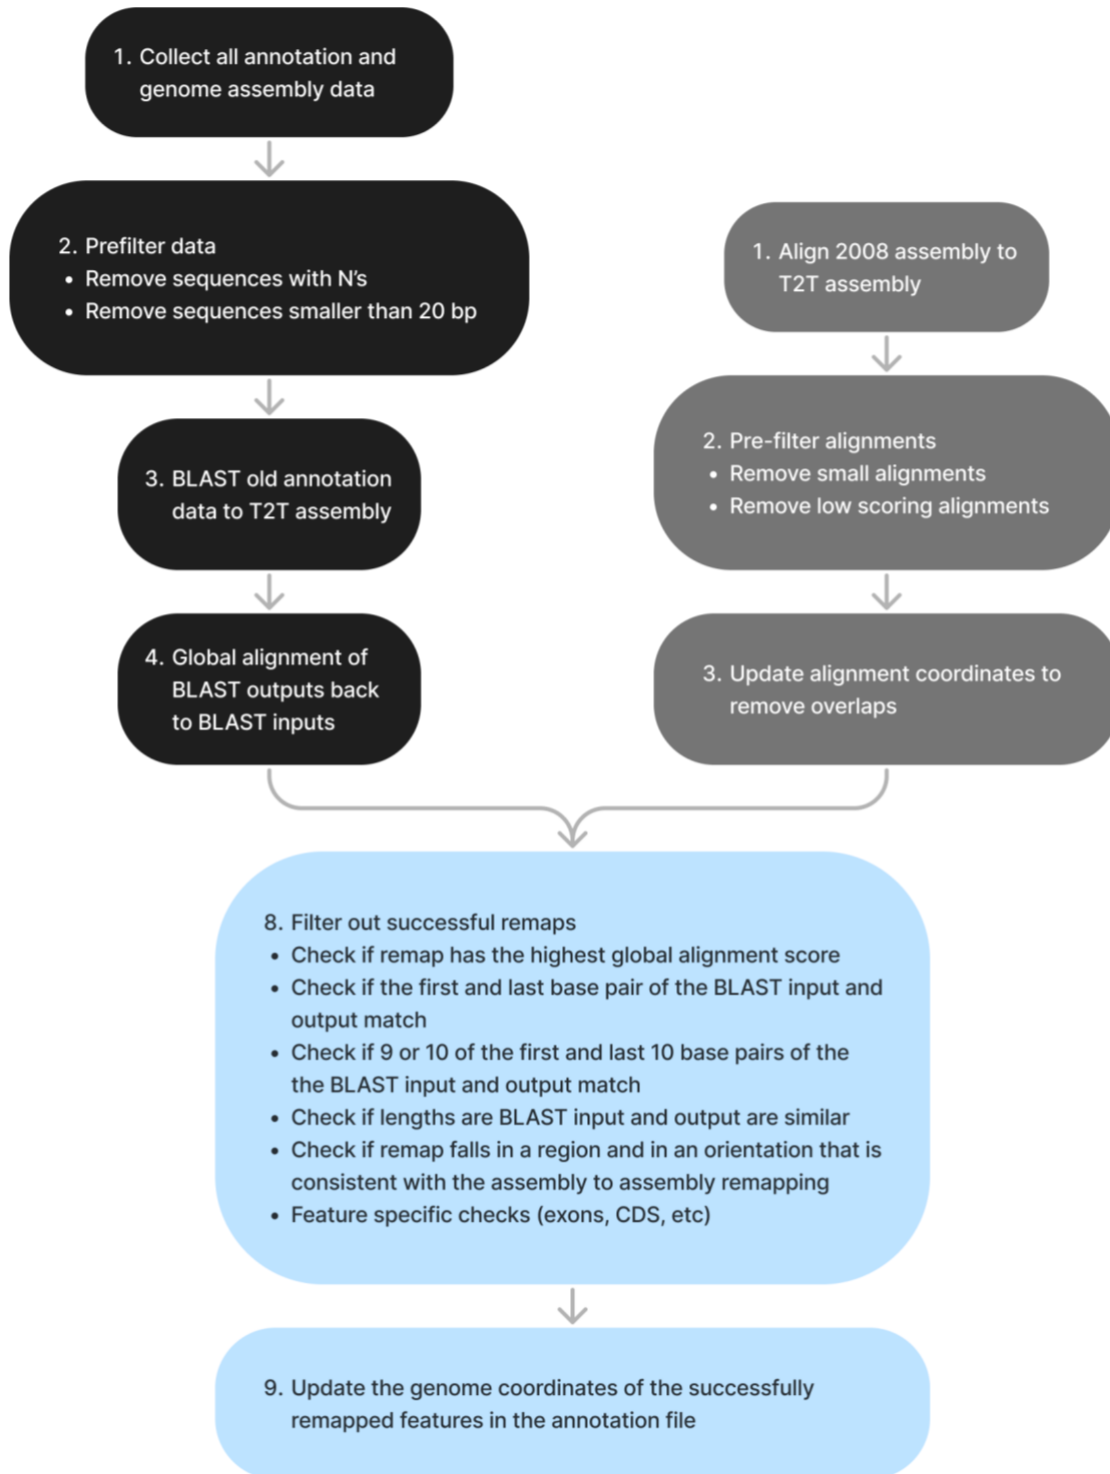 1. Collect all annotation and
genome assembly data
2. Prefilter data
• Remove sequences with N's
• Remove sequences smaller than 20 bp
3. BLAST old annotation
data to T2T assembly
4. Global alignment of
BLAST outputs back
to BLAST inputs
1. Align 2008 assembly to
T2T assembly
2. Pre-filter alignments
• Remove small alignments
• Remove low scoring alignments
3. Update alignment coordinates to
remove overlaps
8. Filter out successful remaps
• Check if remap has the highest global alignment score
• Check if the first and last base pair of the BLAST input and
output match
• Check if 9 or 10 of the first and last 10 base pairs of the
the BLAST input and output match
• Check if lengths are BLAST input and output are similar
• Check if remap falls in a region and in an orientation that is
consistent with the assembly to assembly remapping
• Feature specific checks (exons, CDS, etc)
9. Update the genome coordinates of the successfully
remapped features in the annotation file